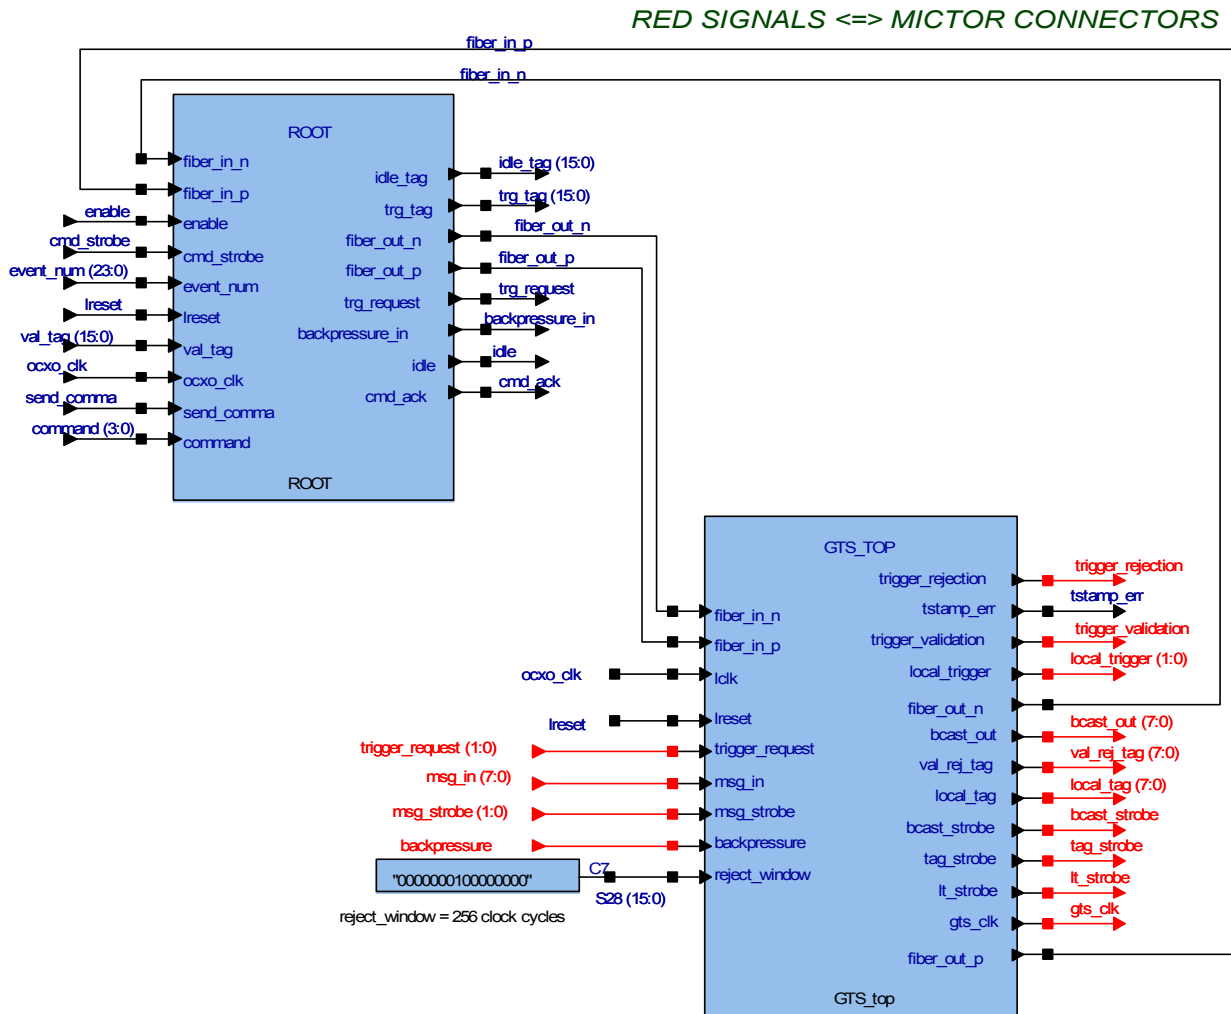 RED SIGNALS <=> MICTOR CONNECTORS
fiber_in_p
fiber_in_n
ROOT
fiber_in_n
fiber_in_p
enable
enable
cmd_strobe
cmd_strobe
event_num (23:0)
event_num
lreset
lreset
val_tag (15:0)
val_tag
ocxo_clk
ocxo_clk
send_comma
send_comma
command (3:0)
command
idle_tag
idle_tag (15:0)
trg_tag
trg_tag (15:0)
fiber_out_n
fiber_out_n
fiber_out_p
fiber_out_p
trg_request
trg_request
backpressure_in
backpressure_in
idle
idle
cmd_ack
cmd_ack
ROOT
GTS_TOP
fiber_in_n
fiber_in_p
ocxo_clk
lclk
lreset
lreset
trigger_request (1:0)
trigger_request
msg_in (7:0)
msg_in
msg_strobe (1:0)
msg_strobe
backpressure
backpressure
"0000000100000000"
C7
S28 (15:0)
reject_window
reject_window = 256 clock cycles
trigger_rejection
trigger_rejection
tstamp_err
tstamp_err
trigger_validation
trigger_validation
local_trigger
local_trigger (1:0)
fiber_out_n
bcast_out
bcast_out (7:0)
val_rej_tag
val_rej_tag (7:0)
local_tag
local_tag (7:0)
bcast_strobe
bcast_strobe
tag_strobe
tag_strobe
lt_strobe
lt_strobe
gts_clk
gts_clk
fiber_out_p
GTS_top